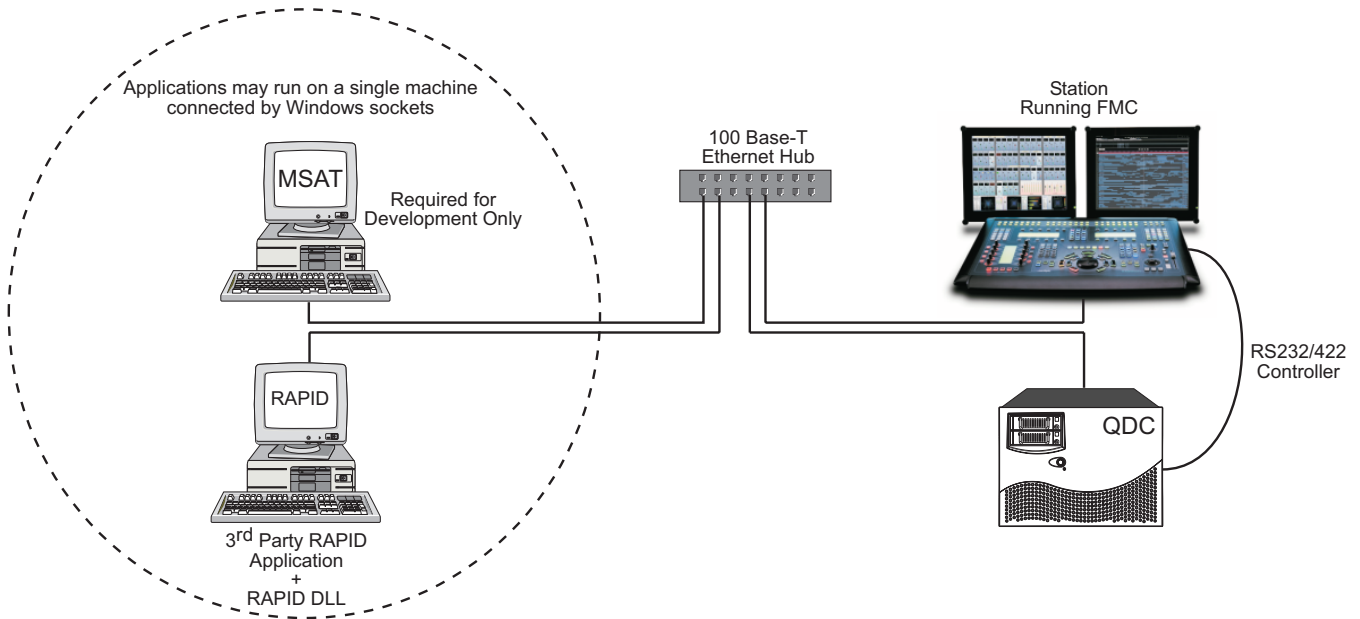 Applications may run on a single machine
connected by Windows sockets
MSAT
Required for
Development Only
RAPID
3rd Party RAPID
Application
+
RAPID DLL
100 Base-T
Ethernet Hub
Station
Running FMC
RS232/422
Controller
QDC